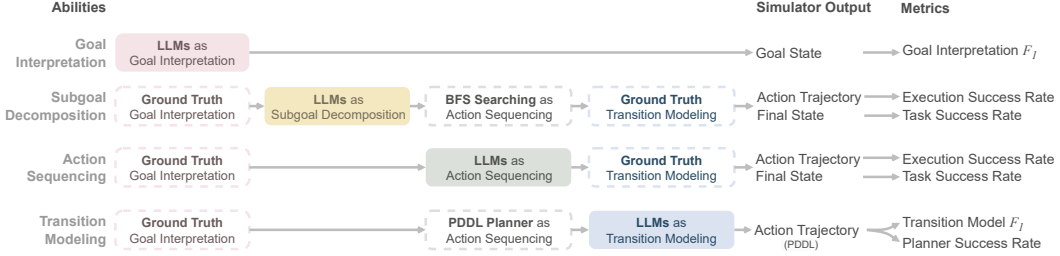 Abilities
Simulator Output
Metrics
Goal
Interpretation
LLMs as
Goal Interpretation
Goal State
Goal Interpretation F_I
Subgoal
Decomposition
Ground Truth
Goal Interpretation
LLMs as
Subgoal Decomposition
BFS Searching as
Action Sequencing
Ground Truth
Transition Modeling
Action Trajectory
Final State
Execution Success Rate
Task Success Rate
Action
Sequencing
Ground Truth
Goal Interpretation
LLMs as
Action Sequencing
Ground Truth
Transition Modeling
Action Trajectory
Final State
Execution Success Rate
Task Success Rate
Transition
Modeling
Ground Truth
Goal Interpretation
PDDL Planner as
Action Sequencing
LLMs as
Transition Modeling
Action Trajectory
(PDDL)
Transition Model F_I
Planner Success Rate